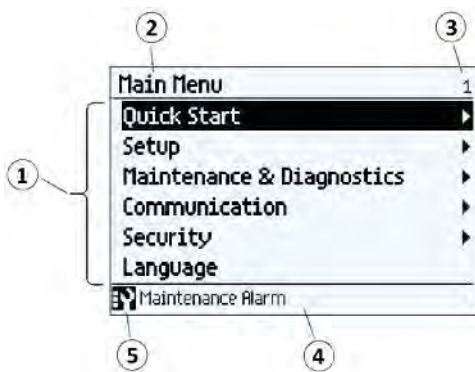 2 3
Main Menu 1
Quick Start
Setup
1
Maintenance & Diagnostics
Communication
Security
Language
Maintenance Alarm
5 4